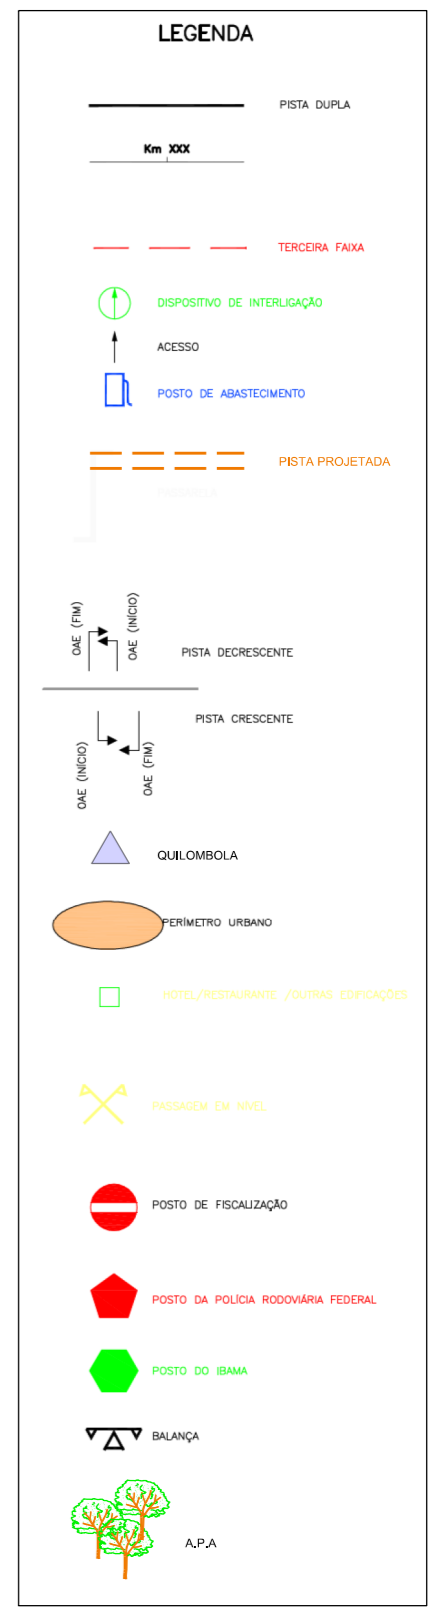 LEGENDA
PISTA DUPLA
Km XXX
TERCEIRA FAIXA
DISPOSITIVO DE INTERLIGAÇÃO
ACESSO
POSTO DE ABASTECIMENTO
PISTA PROJETADA
PASSARELA
OAE (FIM)
OAE (INÍCIO)
PISTA DECRESCENTE
PISTA CRESCENTE
OAE (INÍCIO)
OAE (FIM)
QUILOMBOLA
PERÍMETRO URBANO
HOTEL/RESTAURANTE /OUTRAS EDIFICAÇÕES
PASSAGEM EM NÍVEL
POSTO DE FISCALIZAÇÃO
POSTO DA POLÍCIA RODOVIÁRIA FEDERAL
POSTO DO IBAMA
BALANÇA
A.P.A